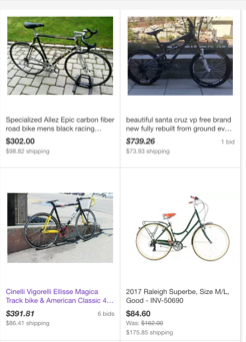 Specialized Allez Epic carbon fiber
road bike mens black racing...
$302.00
$98.82 shipping
beautiful santa cruz vp free brand
new fully rebuilt from ground ev...
$739.26
1 bid
$73.93 shipping
Cinelli Vigorelli Ellisse Magica
Track bike & American Classic 4...
$391.81
6 bids
$86.41 shipping
2017 Raleigh Superbe, Size M/L,
Good - INV-50690
$84.60
Was: $162.00
$175.85 shipping